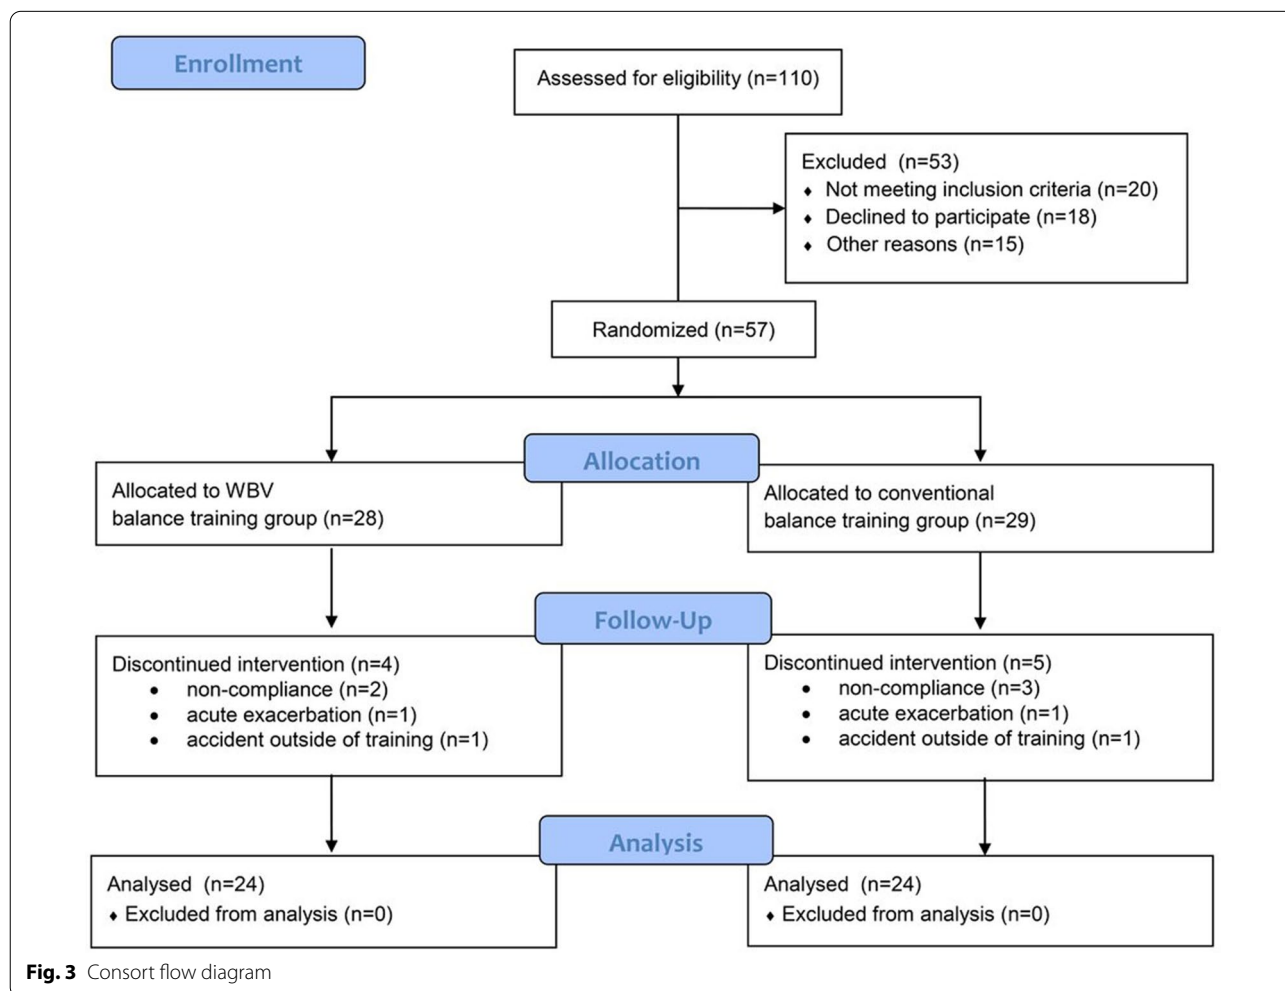 Enrollment
Assessed for eligibility (n=110)
Excluded (n=53)
♦ Not meeting inclusion criteria (n=20)
♦ Declined to participate (n=18)
♦ Other reasons (n=15)
Randomized (n=57)
Allocation
Allocated to WBV
balance training group (n=28)
Allocated to conventional
balance training group (n=29)
Follow-Up
Discontinued intervention (n=4)
• non-compliance (n=2)
• acute exacerbation (n=1)
• accident outside of training (n=1)
Discontinued intervention (n=5)
• non-compliance (n=3)
• acute exacerbation (n=1)
• accident outside of training (n=1)
Analysis
Analysed (n=24)
♦ Excluded from analysis (n=0)
Analysed (n=24)
♦ Excluded from analysis (n=0)
Fig. 3 Consort flow diagram